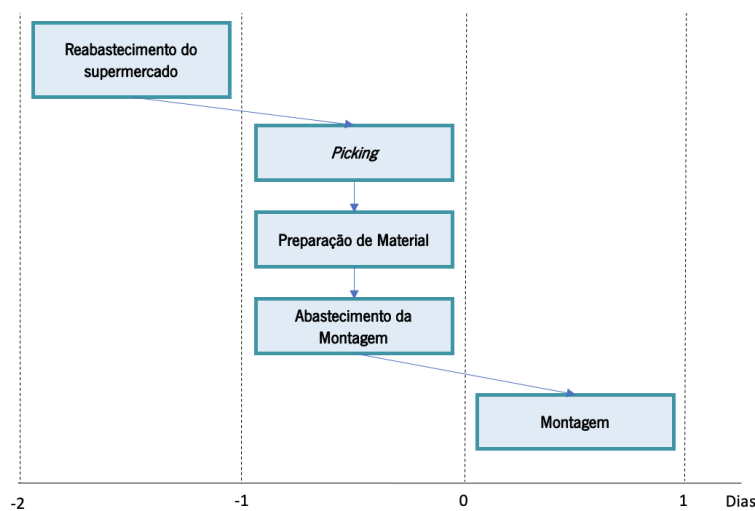 Reabastecimento do
supermercado
Picking
Preparação de Material
Abastecimento da
Montagem
Montagem
-2
-1
0
1
Dias